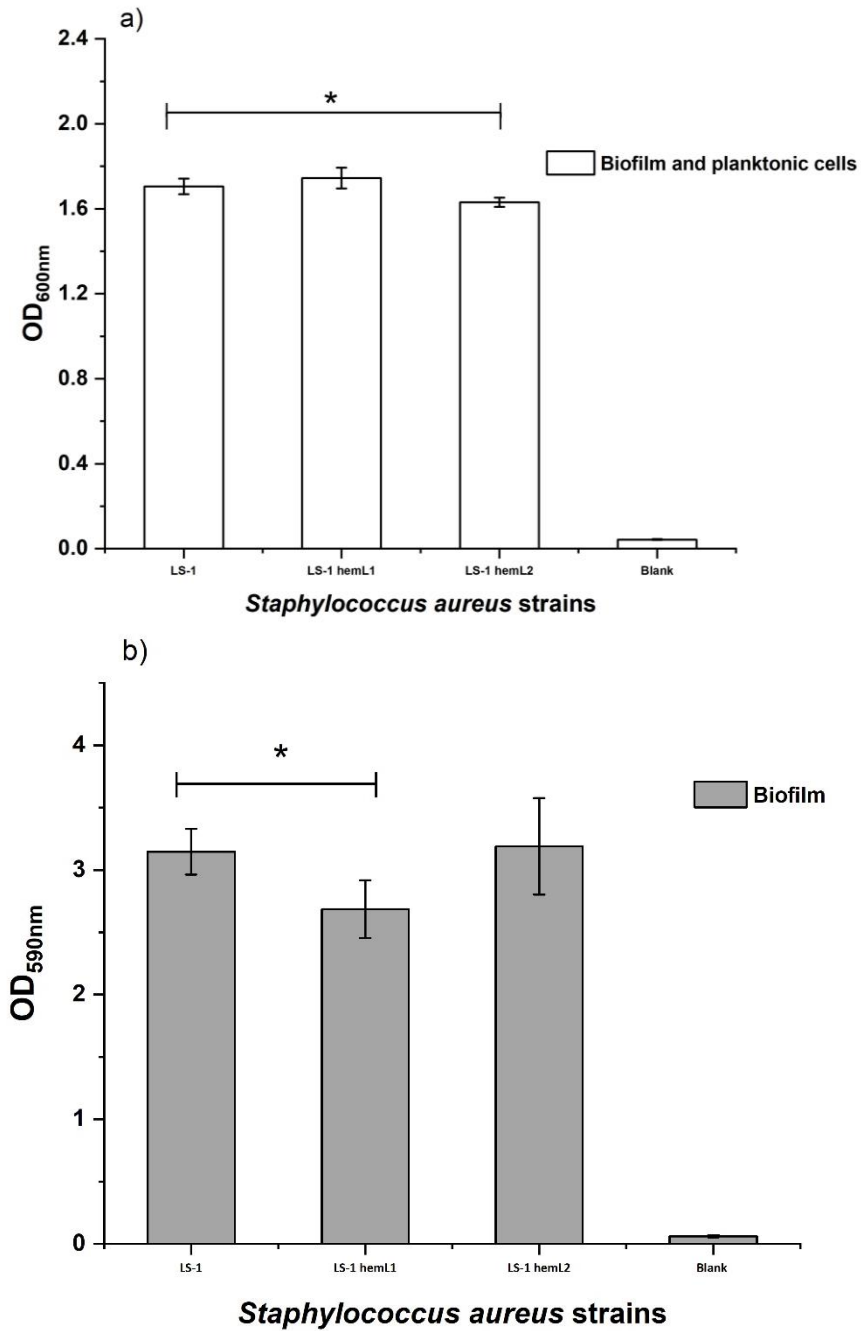 a)
2.4
2.0
1.6
1.2
0.8
0.4
0.0
OD600nm
*
Biofilm and planktonic cells
LS-1 LS-1 hemL1 LS-1 hemL2 Blank
Staphylococcus aureus strains
b)
4
3
2
1
0
OD590nm
*
Biofilm
LS-1 LS-1 hemL1 LS-1 hemL2 Blank
Staphylococcus aureus strains